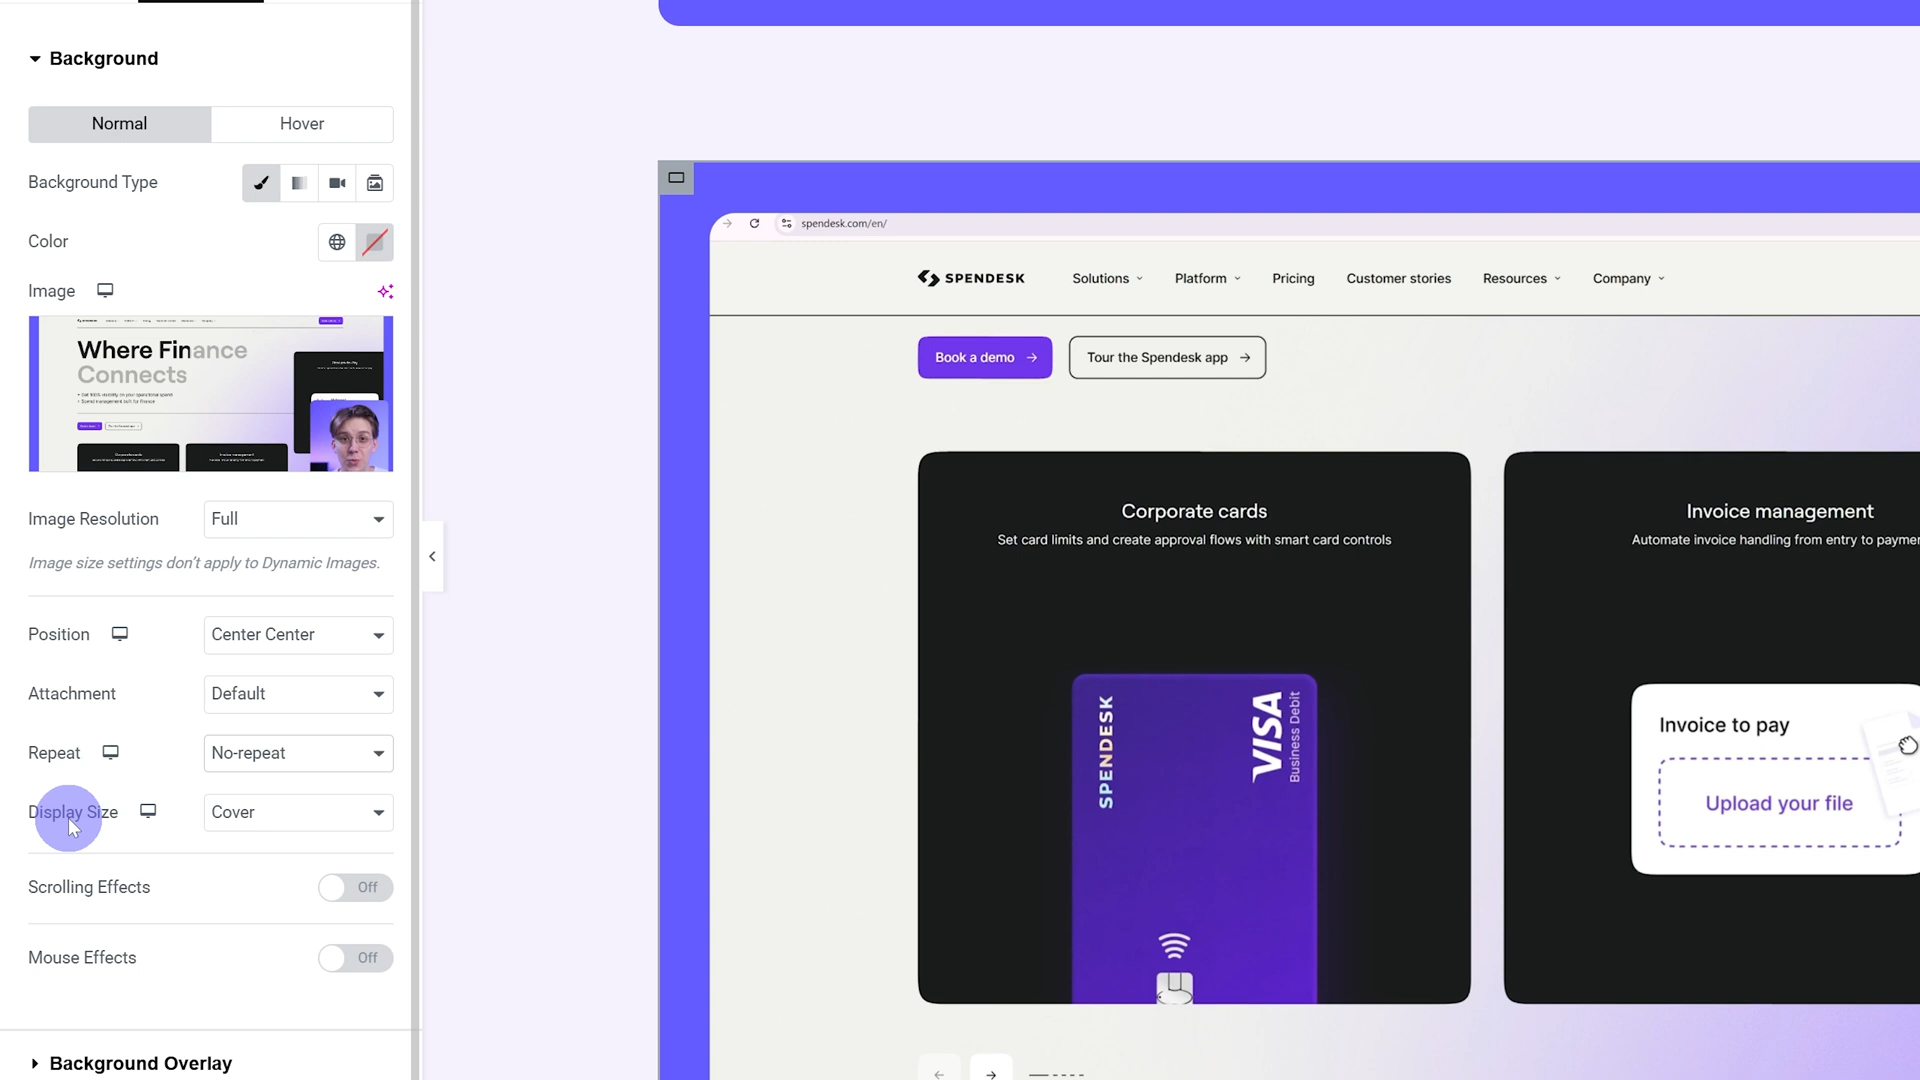 Background
Normal
Hover
Background Type
Color
Image
Where Finance
Connects
Image Resolution
Full
Image size settings don't apply to Dynamic Images.
Position
Center Center
Attachment
Default
Repeat
No-repeat
Display Size
Cover
Scrolling Effects
Off
Mouse Effects
Off
Background Overlay
spendesk.com/en/
SPENDESK
Solutions
Platform
Pricing
Customer stories
Resources
Company
Book a demo
Tour the Spendesk app
Corporate cards
Set card limits and create approval flows with smart card controls
SPENDESK
VISA
Business Debit
Invoice management
Automate invoice handling from entry to
Invoice to pay
Upload your file